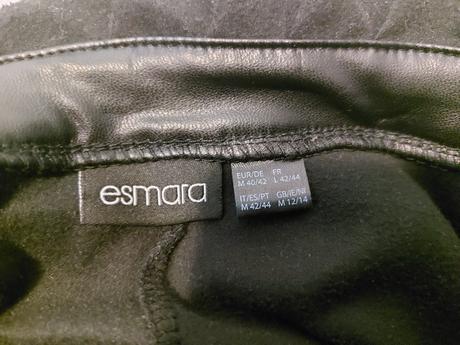 esmara
EUR/DE FR
M 40/42 L 42/44
IT/ES/PT GB/IE/NI
M 42/44 M 12/14